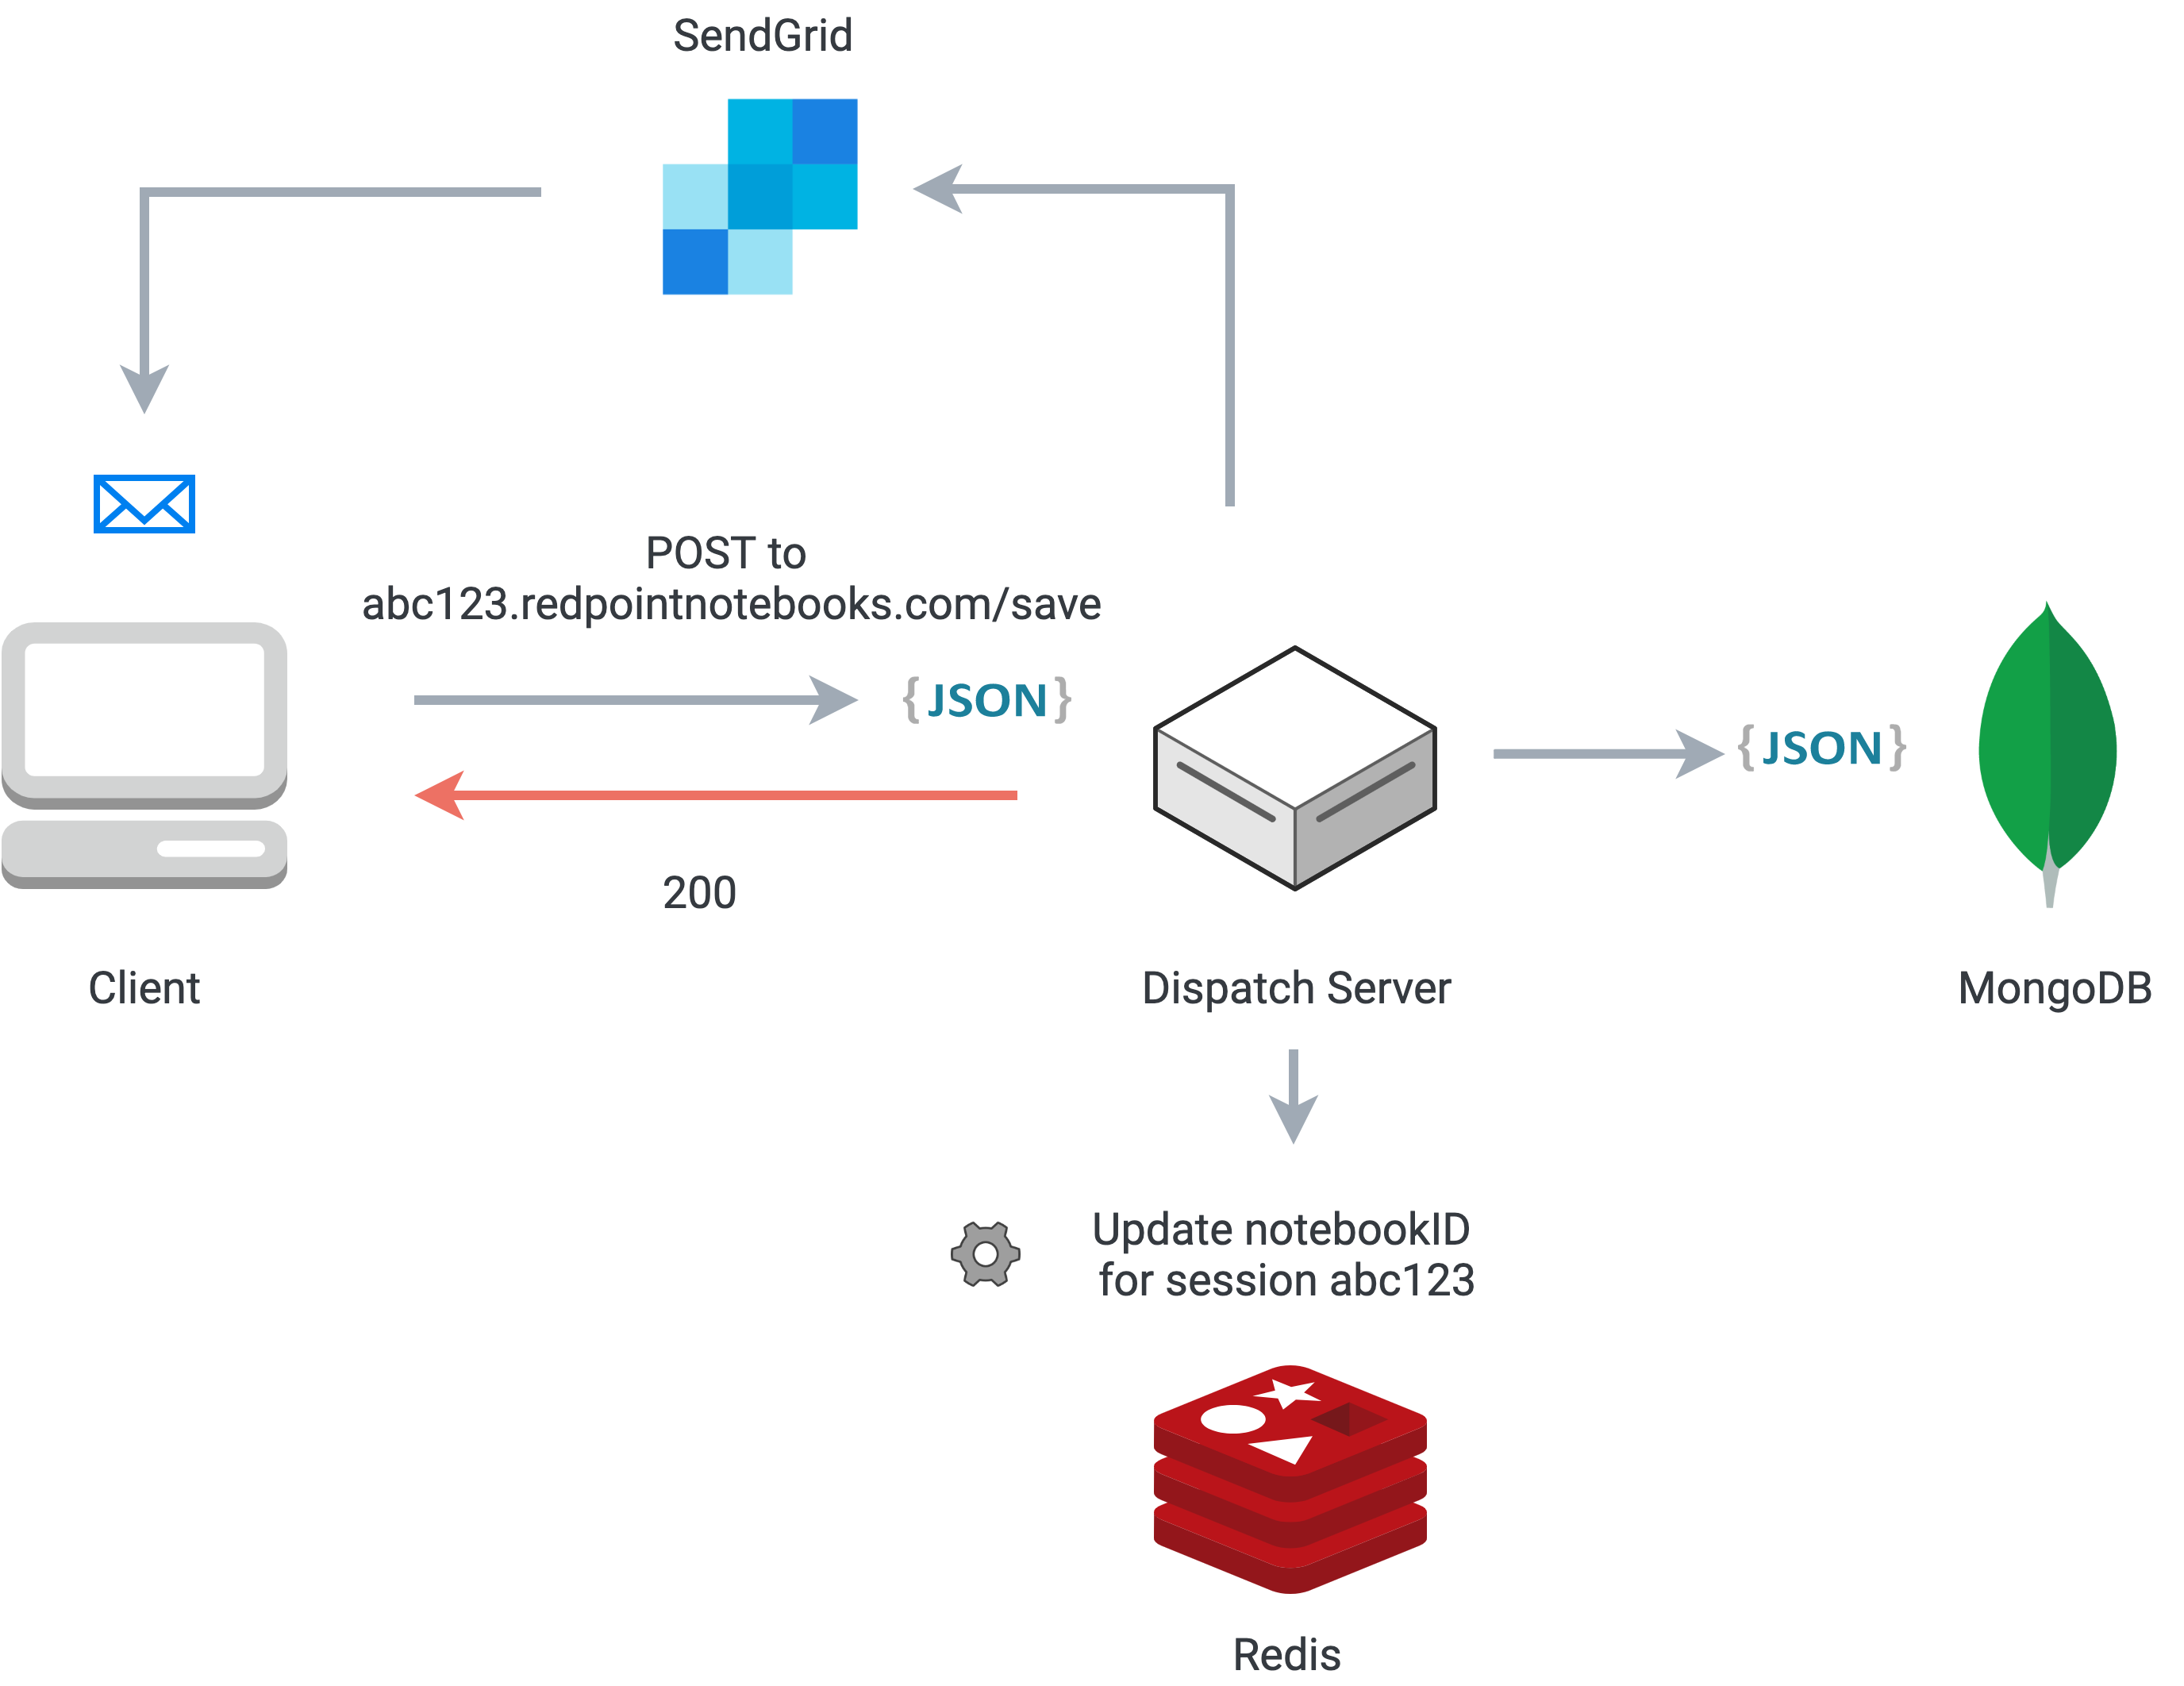 SendGrid
POST to
abc123.redpointnotebooks.com/save
{JSON}
{JSON}
200
Client
Dispatch Server
MongoDB
Update notebookID
for session abc123
Redis